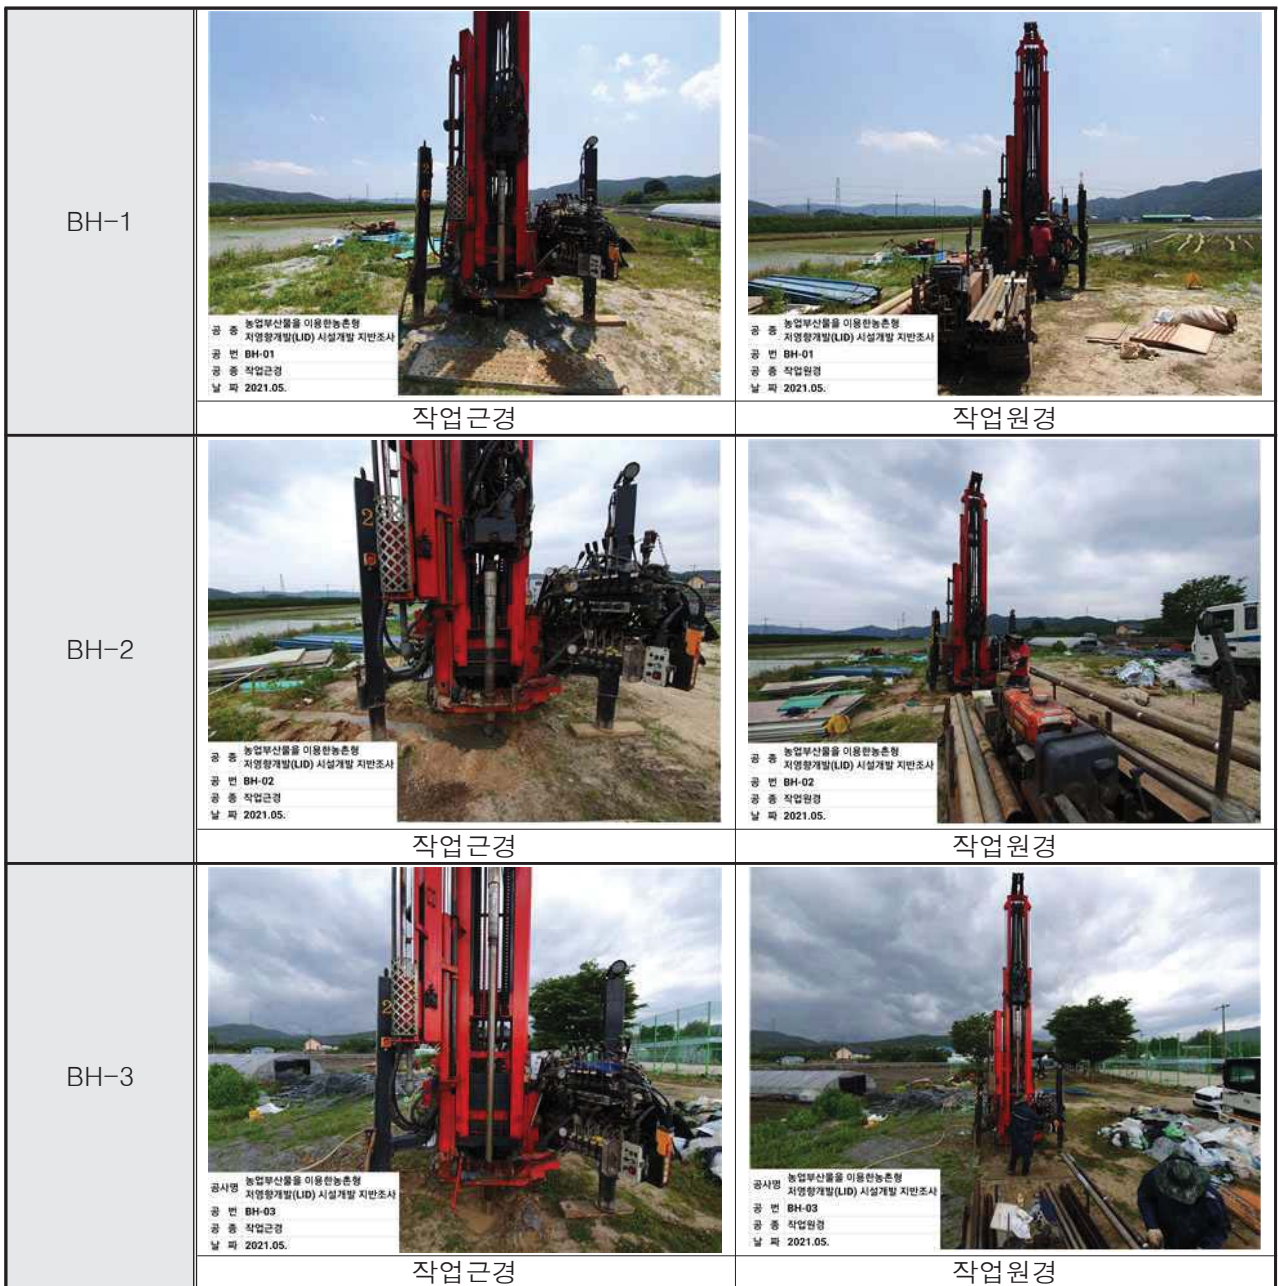 BH-1
공 종 농업부산물을 이용한농촌형
저영향개발(LID) 시설개발 지반조사
공 번 BH-01
공 종 작업근경
날 짜 2021.05.
작업근경
공 종 농업부산물을 이용한농촌형
저영향개발(LID) 시설개발 지반조사
공 번 BH-01
공 종 작업원경
날 짜 2021.05.
작업원경
BH-2
2
공 종 농업부산물을 이용한농촌형
저영향개발(LID) 시설개발 지반조사
공 번 BH-02
공 종 작업근경
날 짜 2021.05.
작업근경
공 종 농업부산물을 이용한농촌형
저영향개발(LID) 시설개발 지반조사
공 번 BH-02
공 종 작업원경
날 짜 2021.05.
작업원경
BH-3
2
공사명 농업부산물을 이용한농촌형
저영향개발(LID) 시설개발 지반조사
공 번 BH-03
공 종 작업근경
날 짜 2021.05.
작업근경
공사명 농업부산물을 이용한농촌형
저영향개발(LID) 시설개발 지반조사
공 번 BH-03
공 종 작업원경
날 짜 2021.05.
작업원경